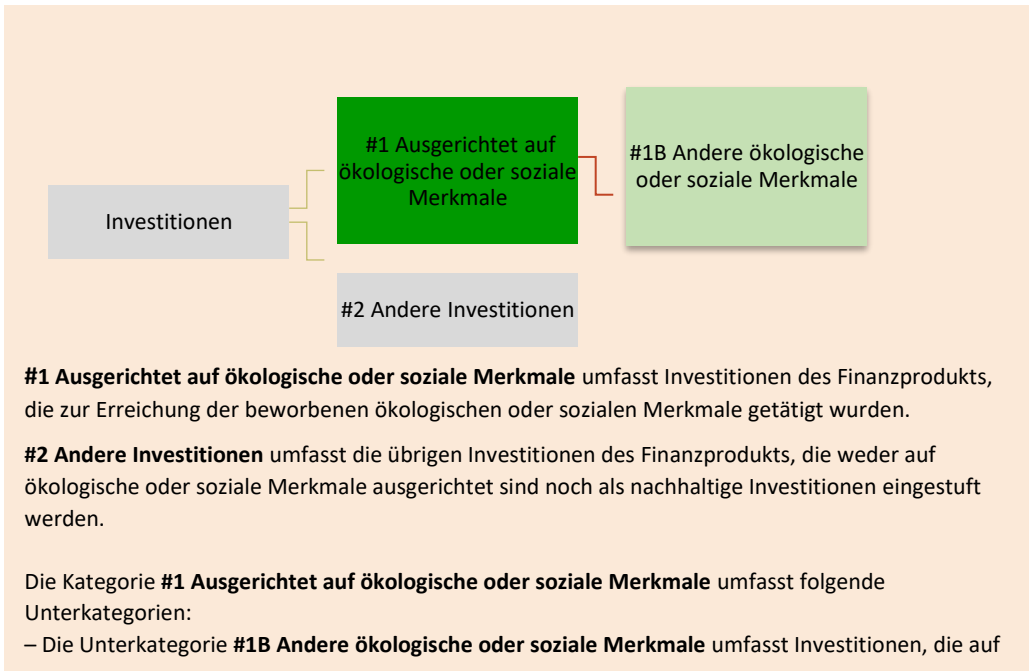 #1 Ausgerichtet auf
ökologische oder soziale
Merkmale
#1B Andere ökologische
oder soziale Merkmale
Investitionen
#2 Andere Investitionen
#1 Ausgerichtet auf ökologische oder soziale Merkmale umfasst Investitionen des Finanzprodukts,
die zur Erreichung der beworbenen ökologischen oder sozialen Merkmale getätigt wurden.
#2 Andere Investitionen umfasst die übrigen Investitionen des Finanzprodukts, die weder auf
ökologische oder soziale Merkmale ausgerichtet sind noch als nachhaltige Investitionen eingestuft
werden.
Die Kategorie #1 Ausgerichtet auf ökologische oder soziale Merkmale umfasst folgende
Unterkategorien:
– Die Unterkategorie #1B Andere ökologische oder soziale Merkmale umfasst Investitionen, die auf